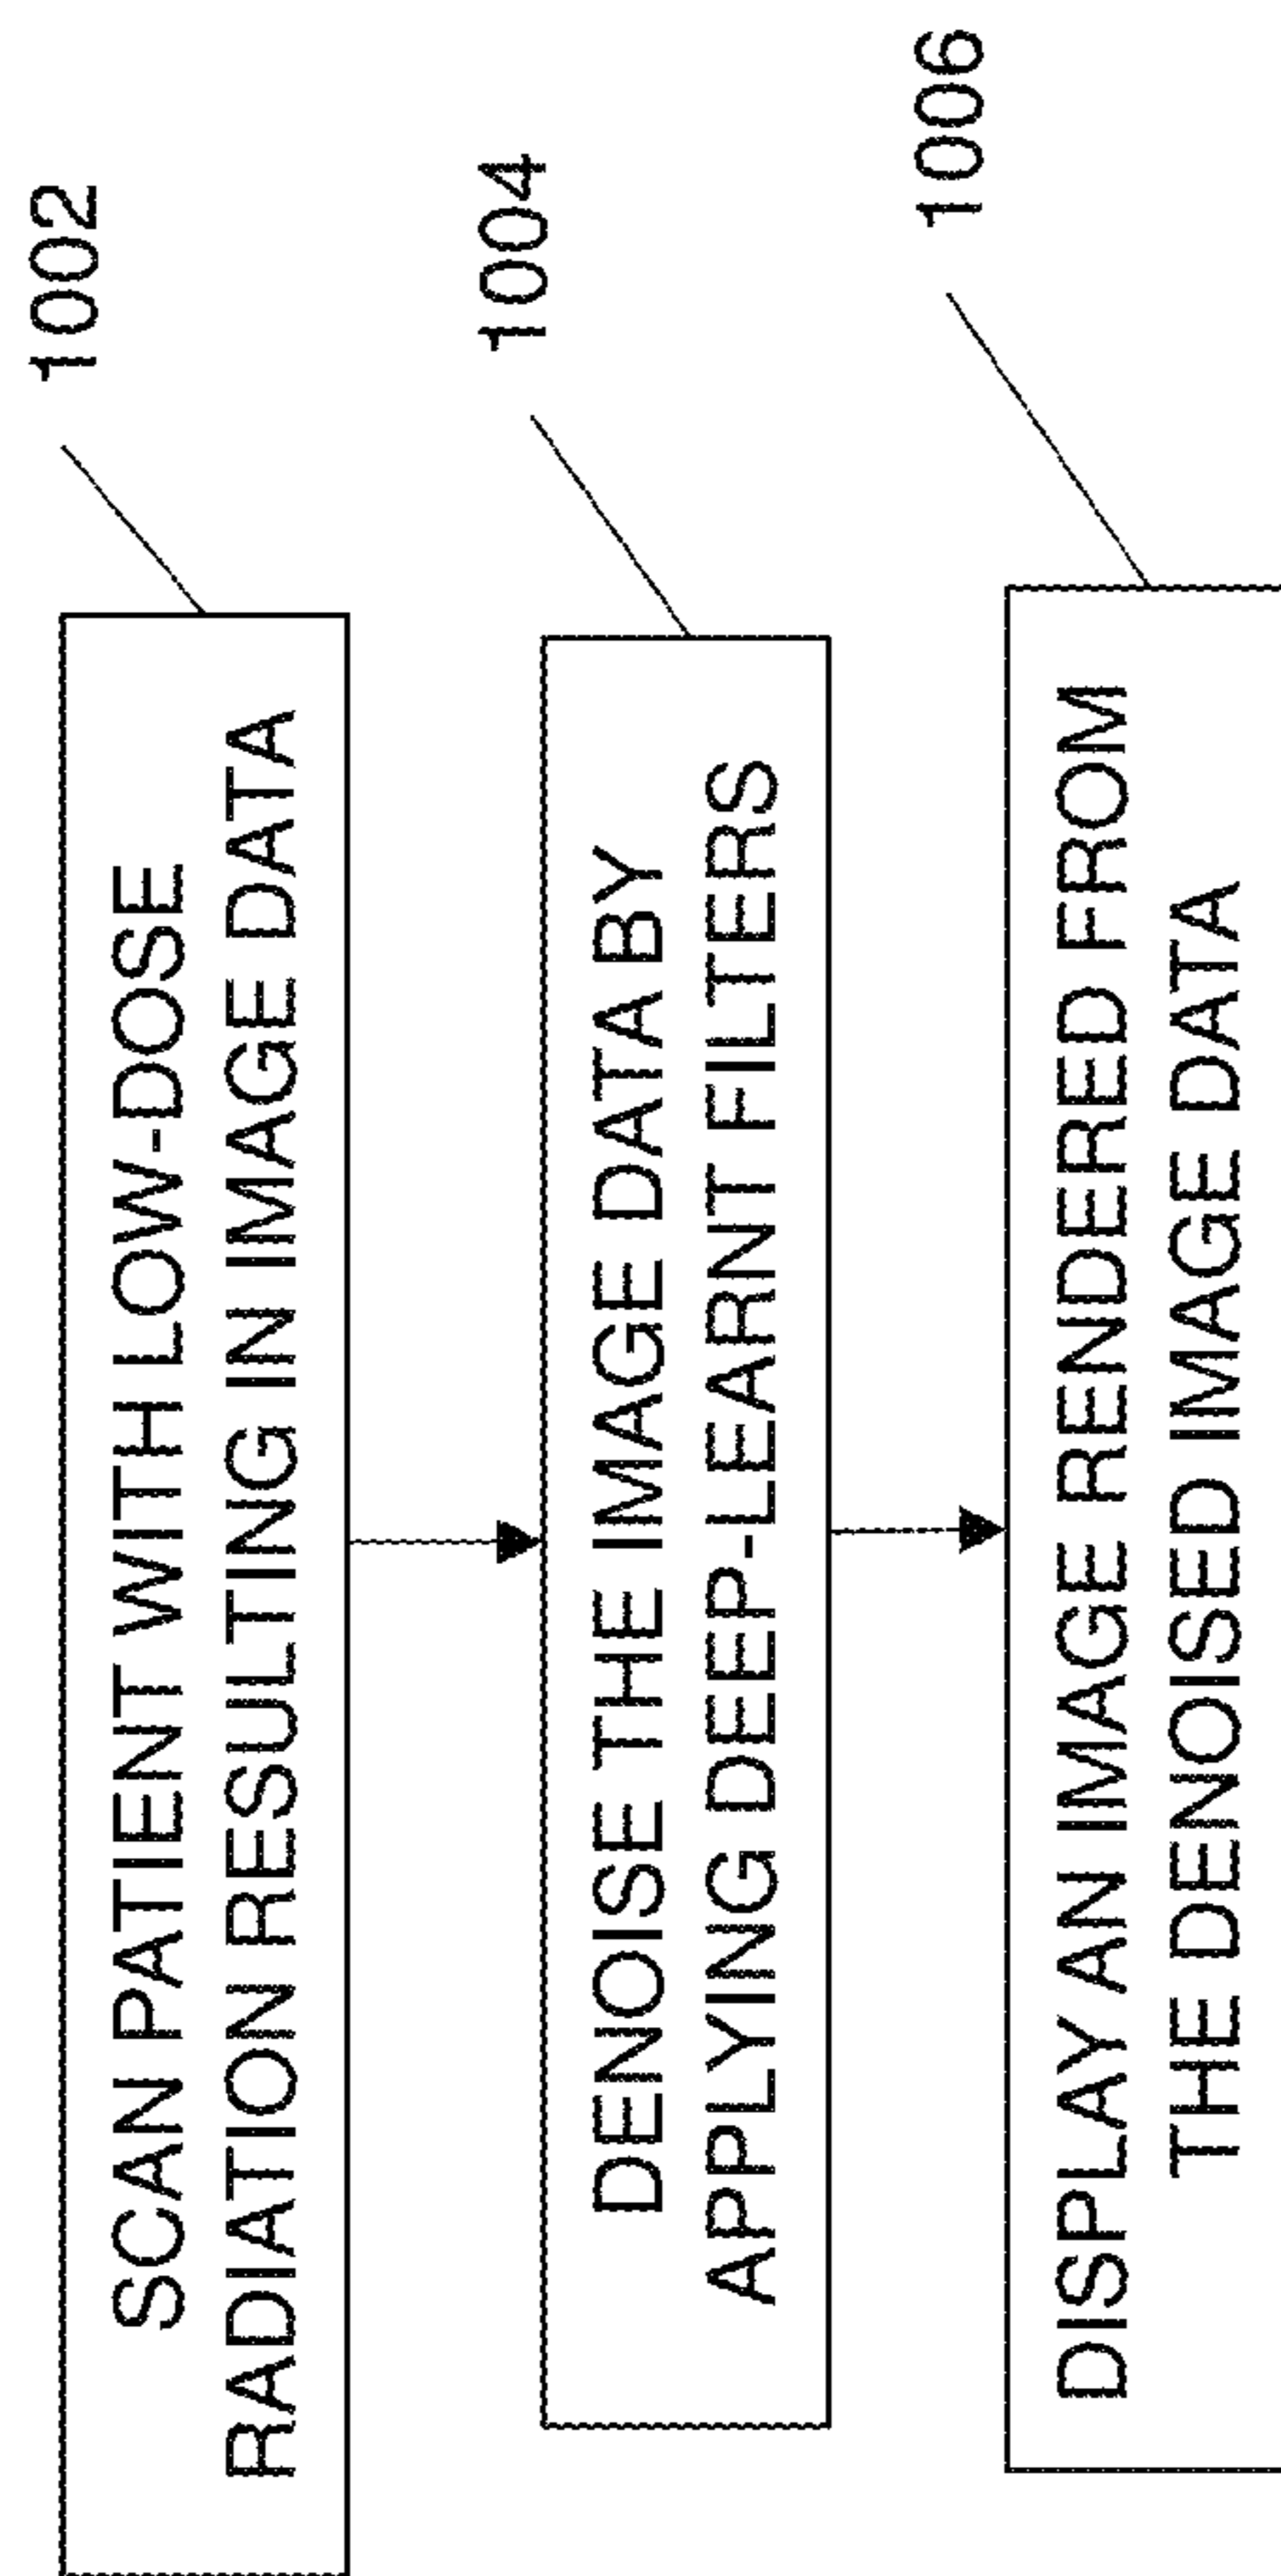 SCAN PATIENT WITH LOW-DOSE
RADIATION RESULTING IN IMAGE DATA
1002
DENOISE THE IMAGE DATA BY
APPLYING DEEP-LEARNT FILTERS
1004
DISPLAY AN IMAGE RENDERED FROM
THE DENOISED IMAGE DATA
1006